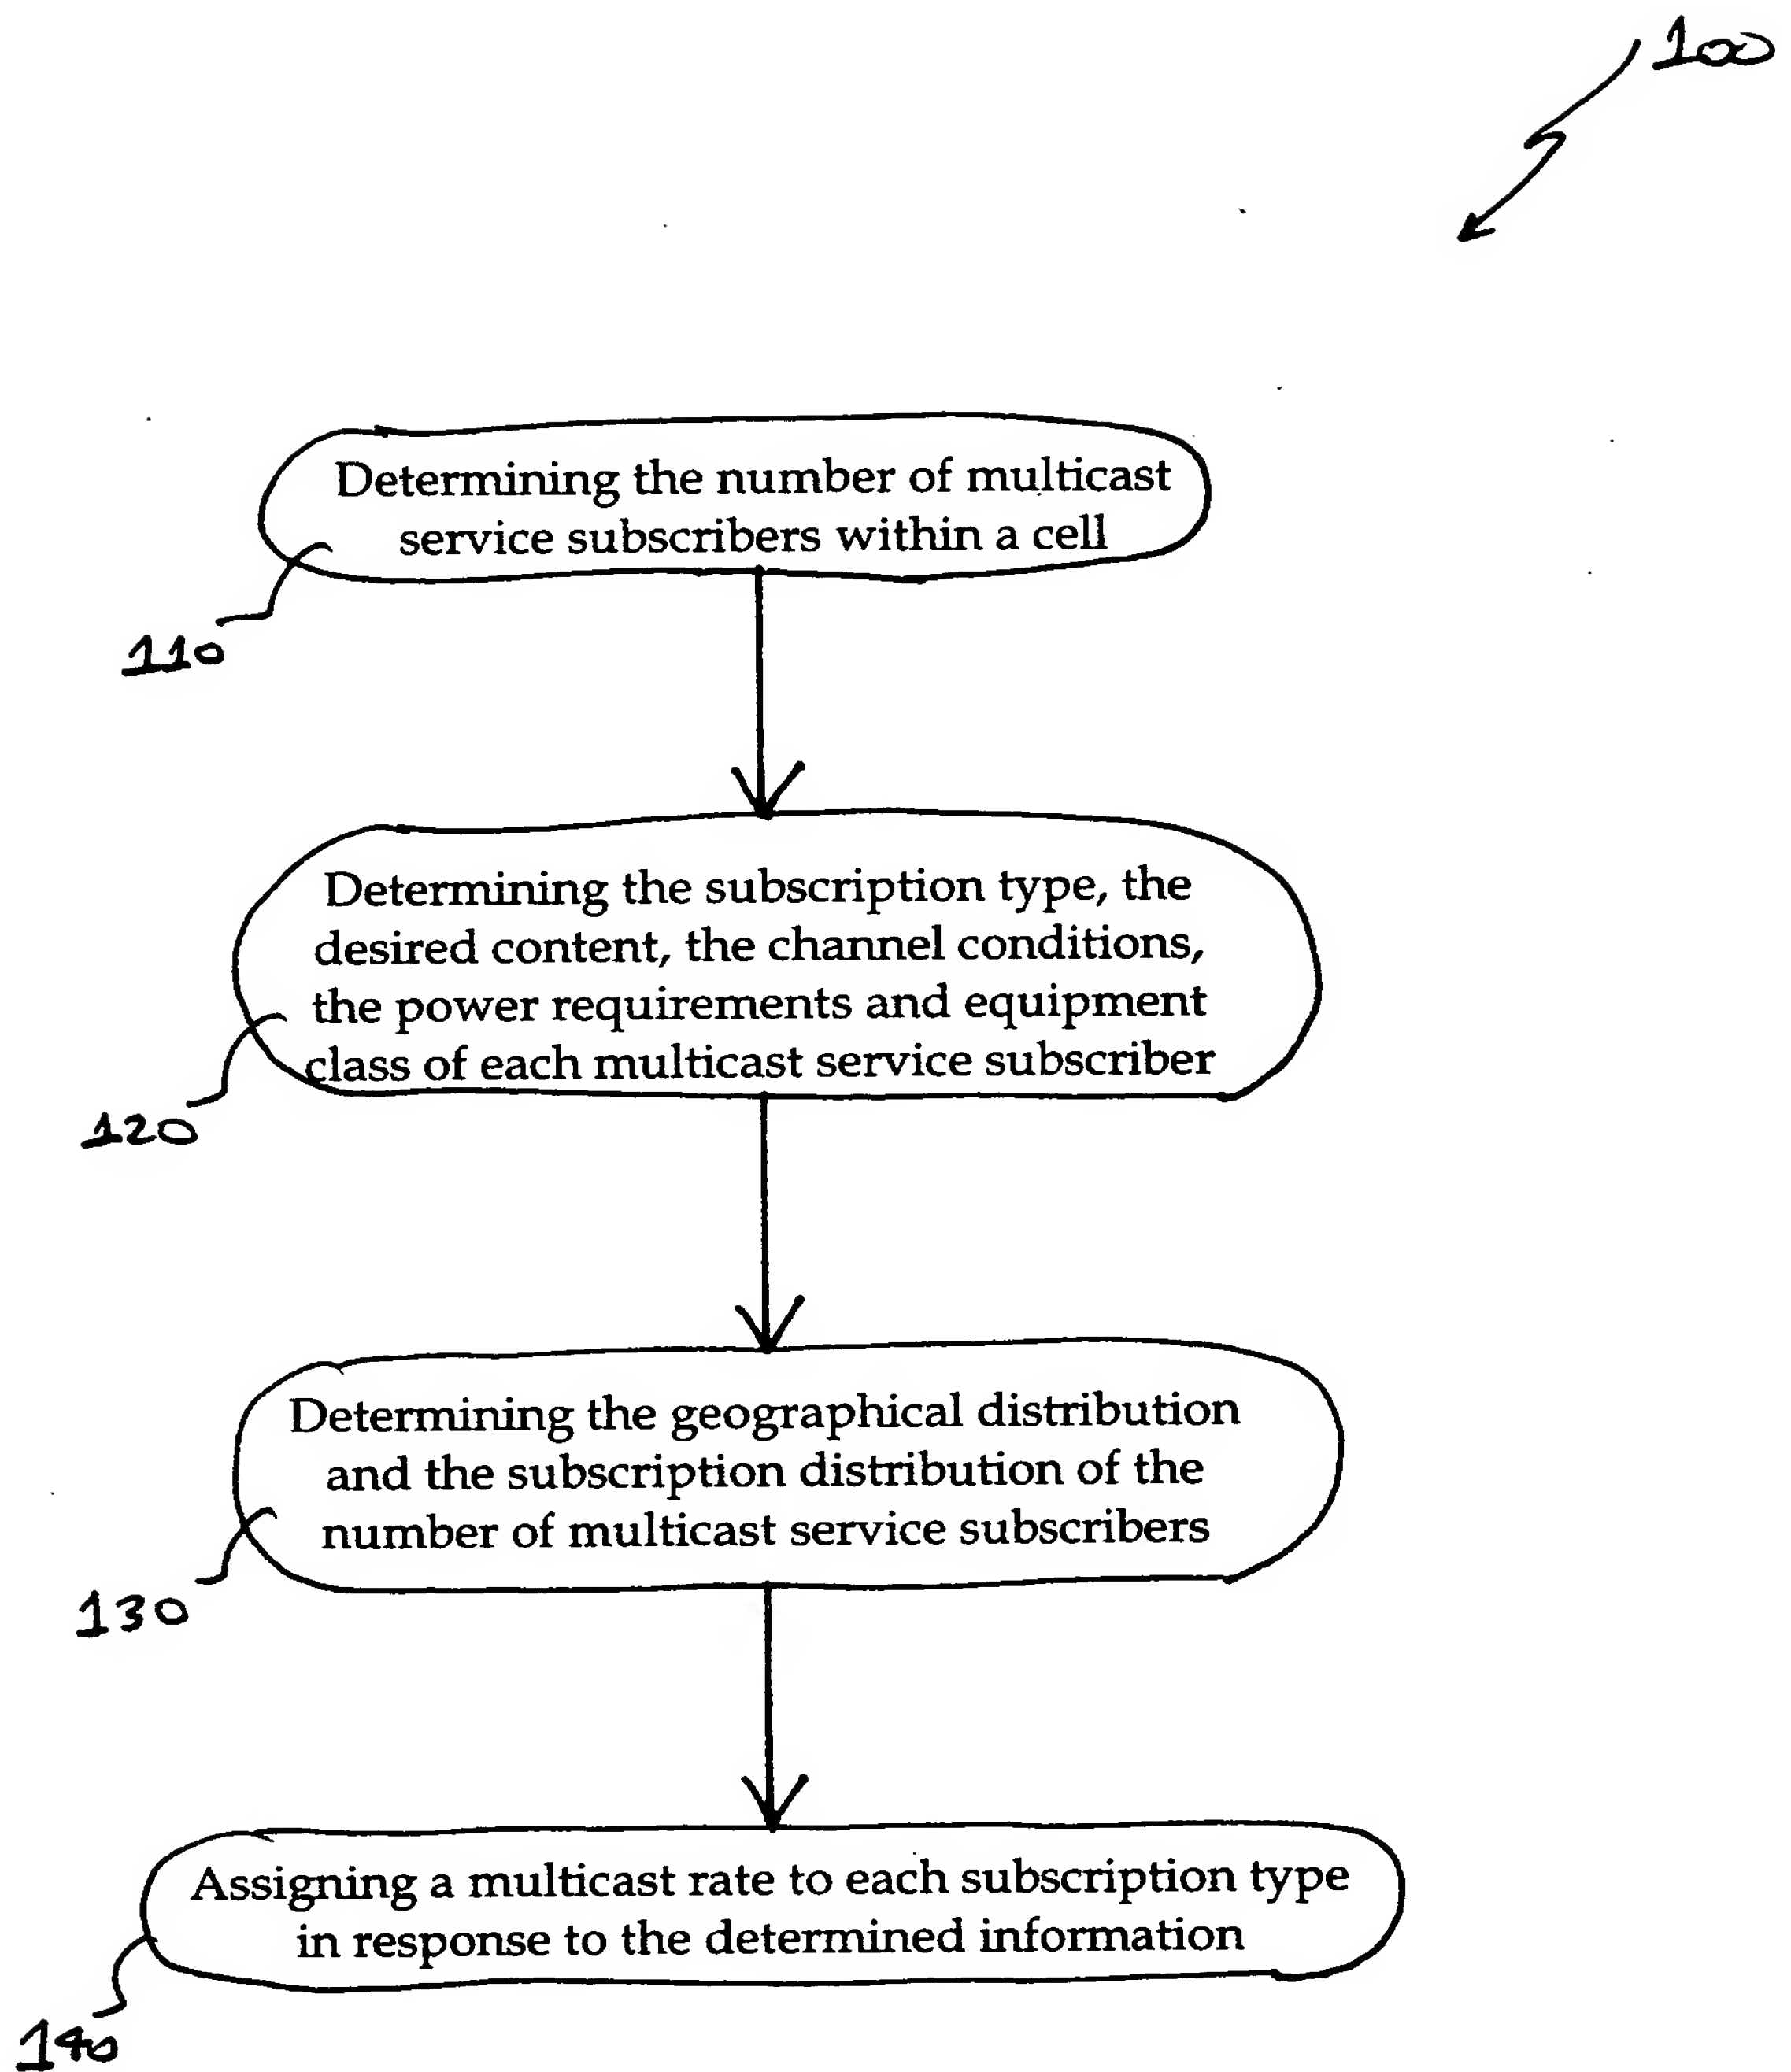 100
Determining the number of multicast
service subscribers within a cell
110
Determining the subscription type, the
desired content, the channel conditions,
the power requirements and equipment
class of each multicast service subscriber
120
Determining the geographical distribution
and the subscription distribution of the
number of multicast service subscribers
130
Assigning a multicast rate to each subscription type
in response to the determined information
140